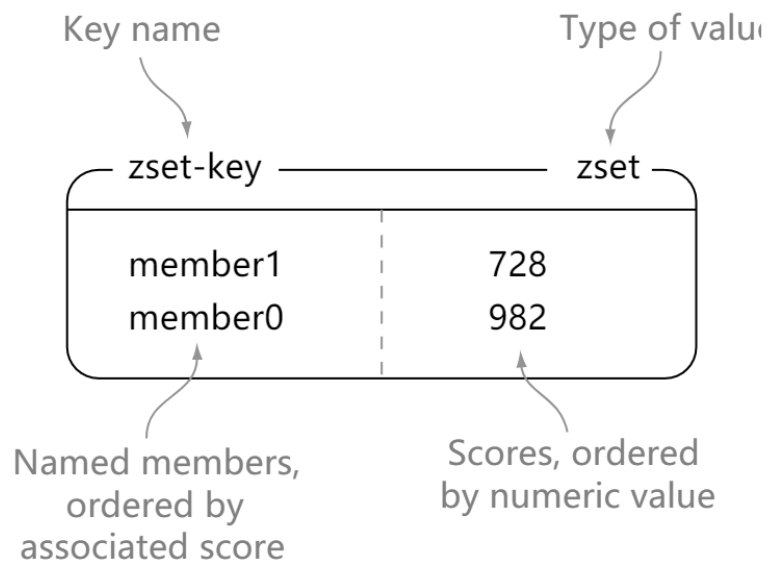 Key name
Type of value
zset-key
zset
member1
728
member0
982
Named members,
ordered by
associated score
Scores, ordered
by numeric value